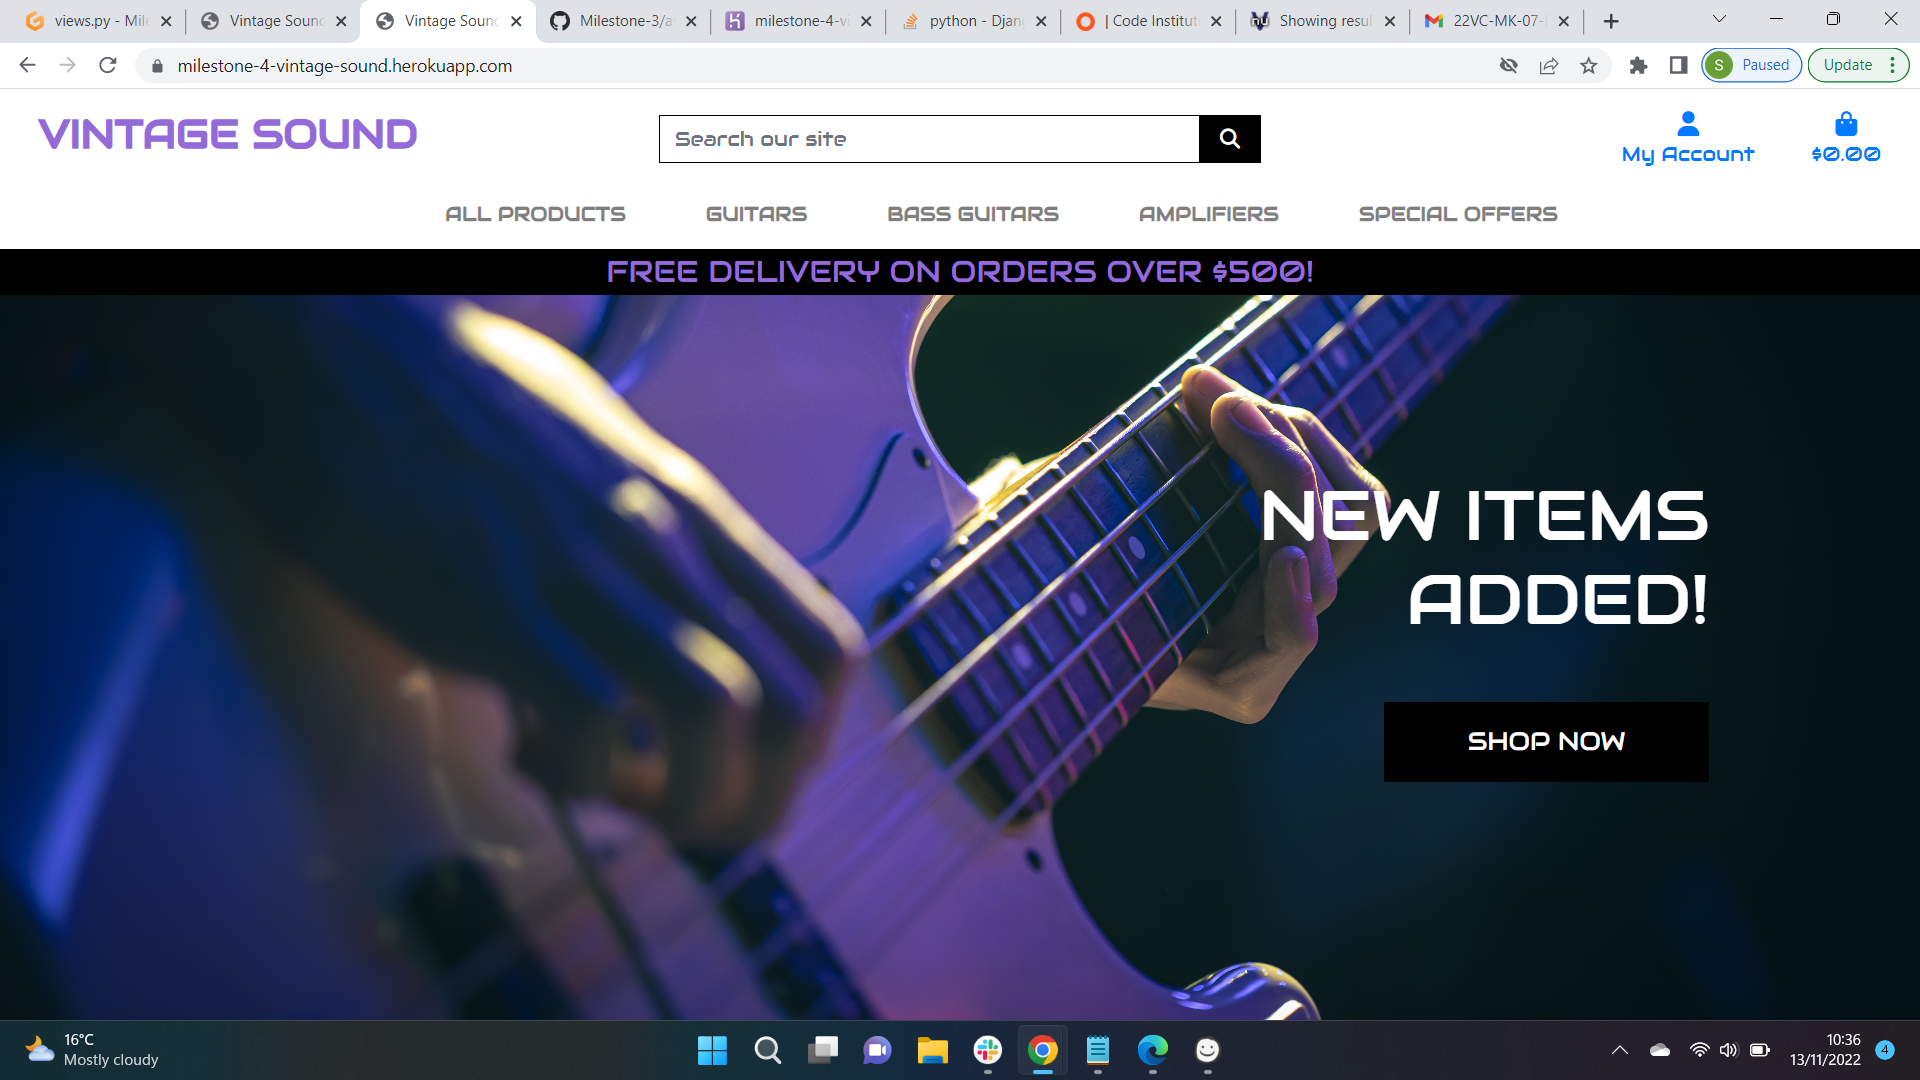 views.py - Mile
Vintage Sound
Vintage Sound
Milestone-3/a
milestone-4-vi
python - Djan
| Code Institut
Showing resul
22VC-MK-07-
milestone-4-vintage-sound.herokuapp.com
S
Paused
Update
VINTAGE SOUND
Search our site
My Account
$0.00
ALL PRODUCTS
GUITARS
BASS GUITARS
AMPLIFIERS
SPECIAL OFFERS
FREE DELIVERY ON ORDERS OVER $500!
NEW ITEMS
ADDED!
SHOP NOW
16°C
Mostly cloudy
10:36
13/11/2022
4